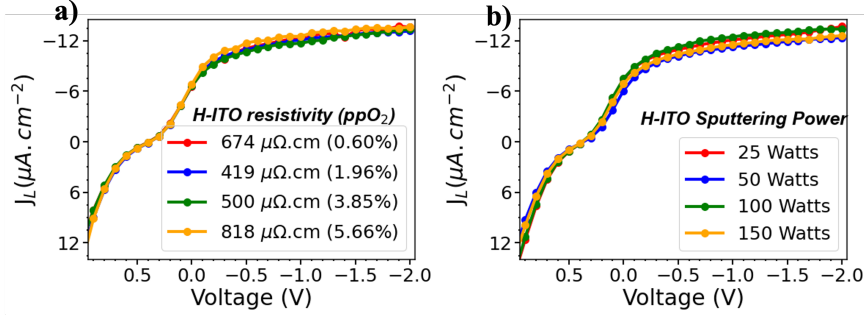 a)
−12
−6
0
6
12
J_L(μA. cm⁻²)
H-ITO resistivity (ppO₂)
674 μΩ.cm (0.60%)
419 μΩ.cm (1.96%)
500 μΩ.cm (3.85%)
818 μΩ.cm (5.66%)
0.5 0.0 −0.5 −1.0 −1.5 −2.0
Voltage (V)
b)
−12
−6
0
6
12
J_L(μA. cm⁻²)
H-ITO Sputtering Power
25 Watts
50 Watts
100 Watts
150 Watts
0.5 0.0 −0.5 −1.0 −1.5 −2.0
Voltage (V)